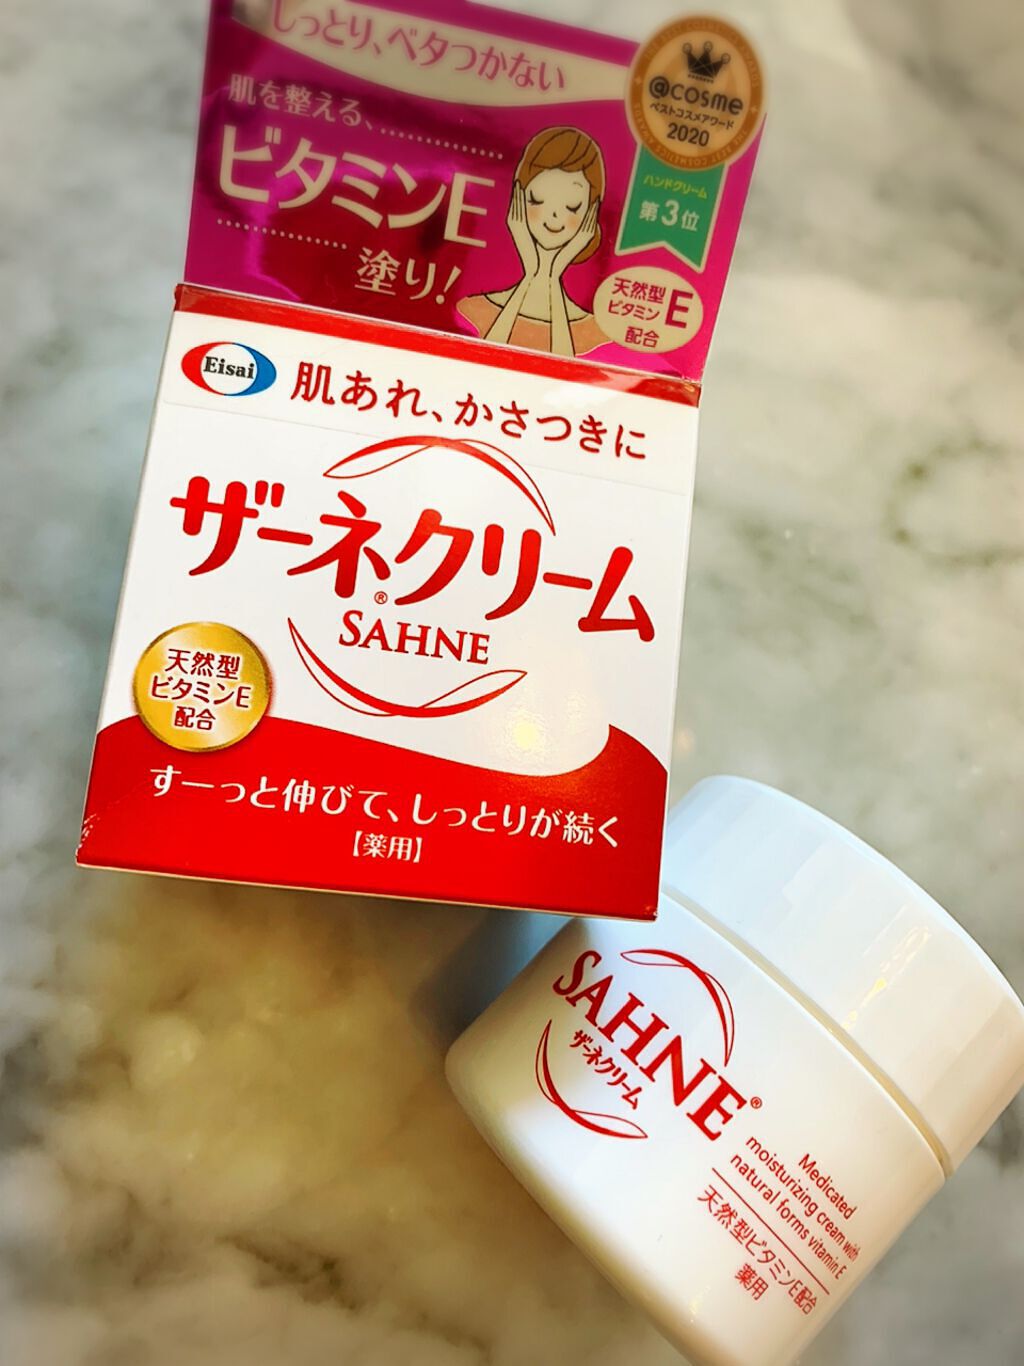 しっとり、ベタつかない
肌を整える、
ビタミンE
塗り!
@cosme
ベストコスメアワード
2020
ハンドクリーム
第3位
天然型
ビタミンE
配合
Eisai
肌あれ、かさつきに
ザーネクリーム®
SAHNE
天然型
ビタミンE
配合
すーっと伸びて、しっとりが続く
【薬用】
SAHNE®
ザーネクリーム
Medicated
moisturizing cream with
natural forms vitamin E
天然型ビタミンE配合
薬用